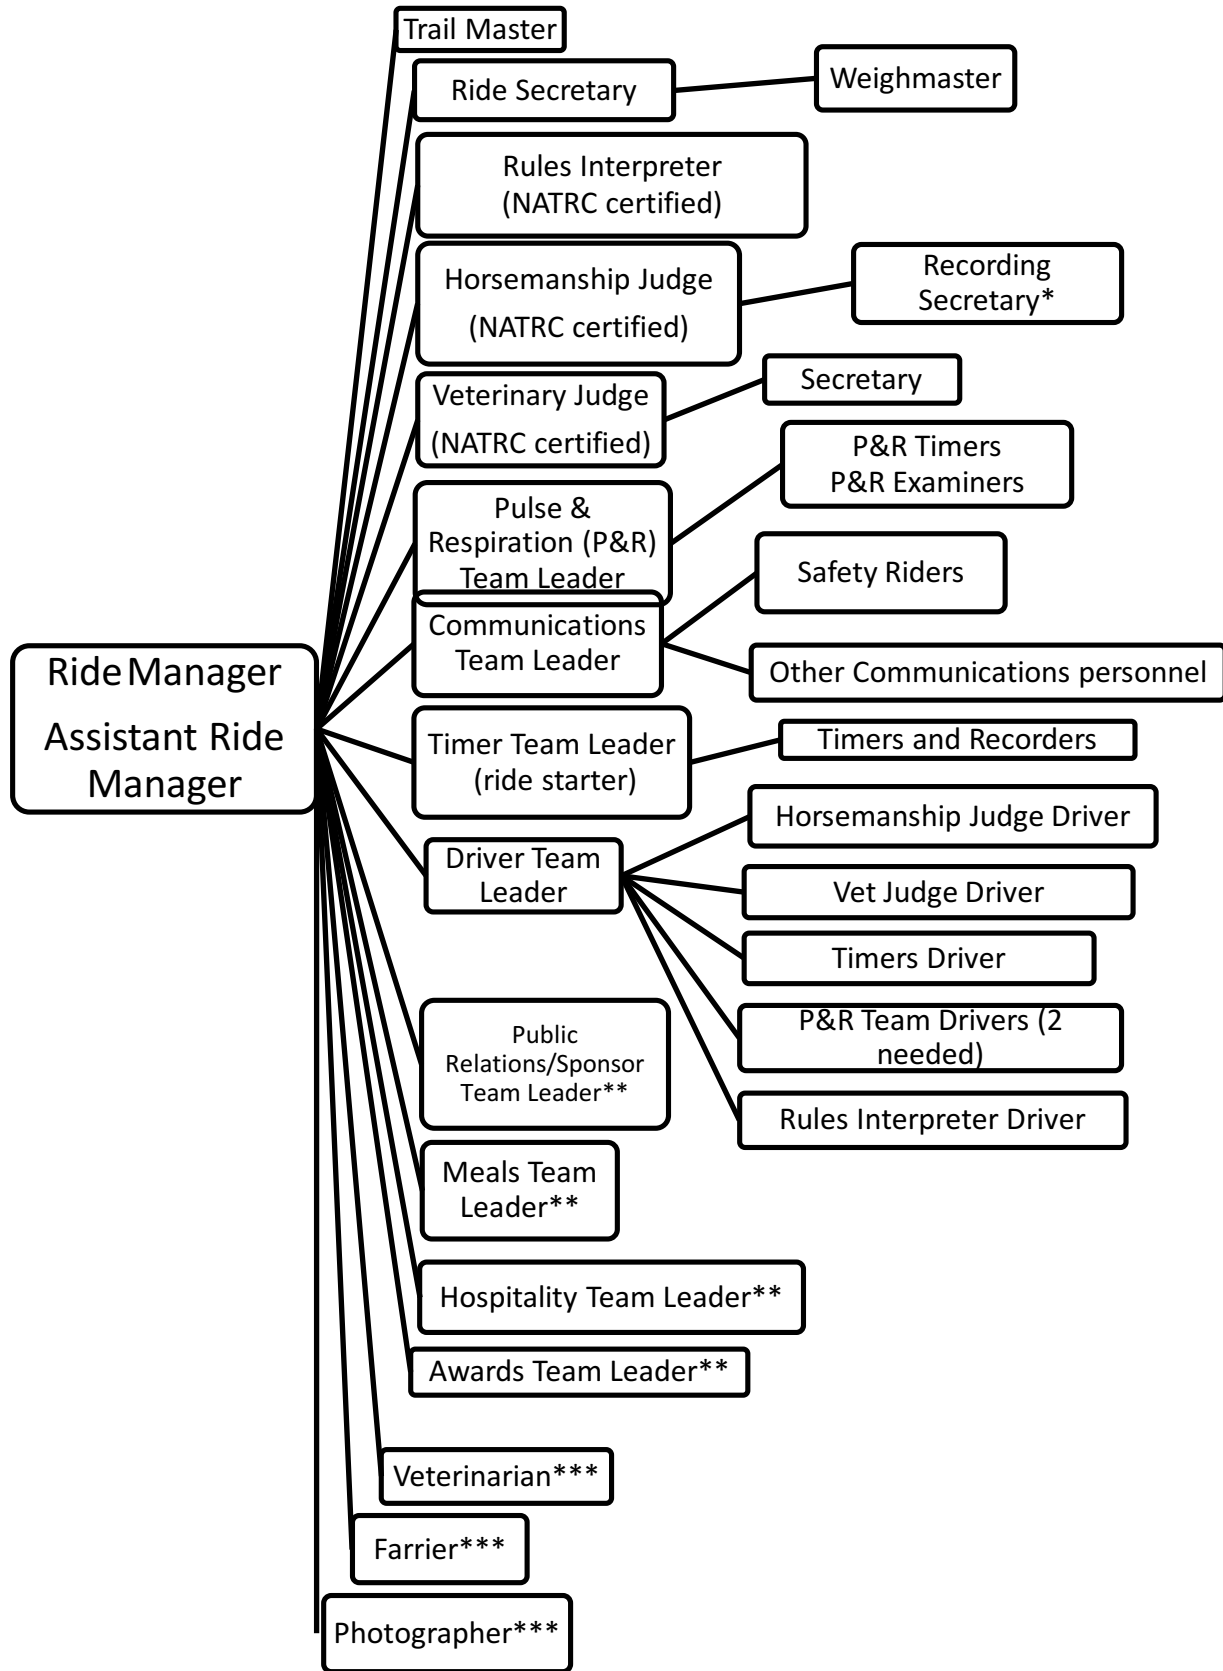 Trail Master
Ride Secretary
Weighmaster
Rules Interpreter
(NATRC certified)
Horsemanship Judge
(NATRC certified)
Recording
Secretary*
Veterinary Judge
(NATRC certified)
Secretary
P&R Timers
P&R Examiners
Pulse &
Respiration (P&R)
Team Leader
Safety Riders
Communications
Team Leader
Other Communications personnel
Ride Manager
Assistant Ride
Manager
Timer Team Leader
(ride starter)
Timers and Recorders
Horsemanship Judge Driver
Driver Team
Leader
Vet Judge Driver
Timers Driver
P&R Team Drivers (2
needed)
Rules Interpreter Driver
Public
Relations/Sponsor
Team Leader**
Meals Team
Leader**
Hospitality Team Leader**
Awards Team Leader**
Veterinarian***
Farrier***
Photographer***